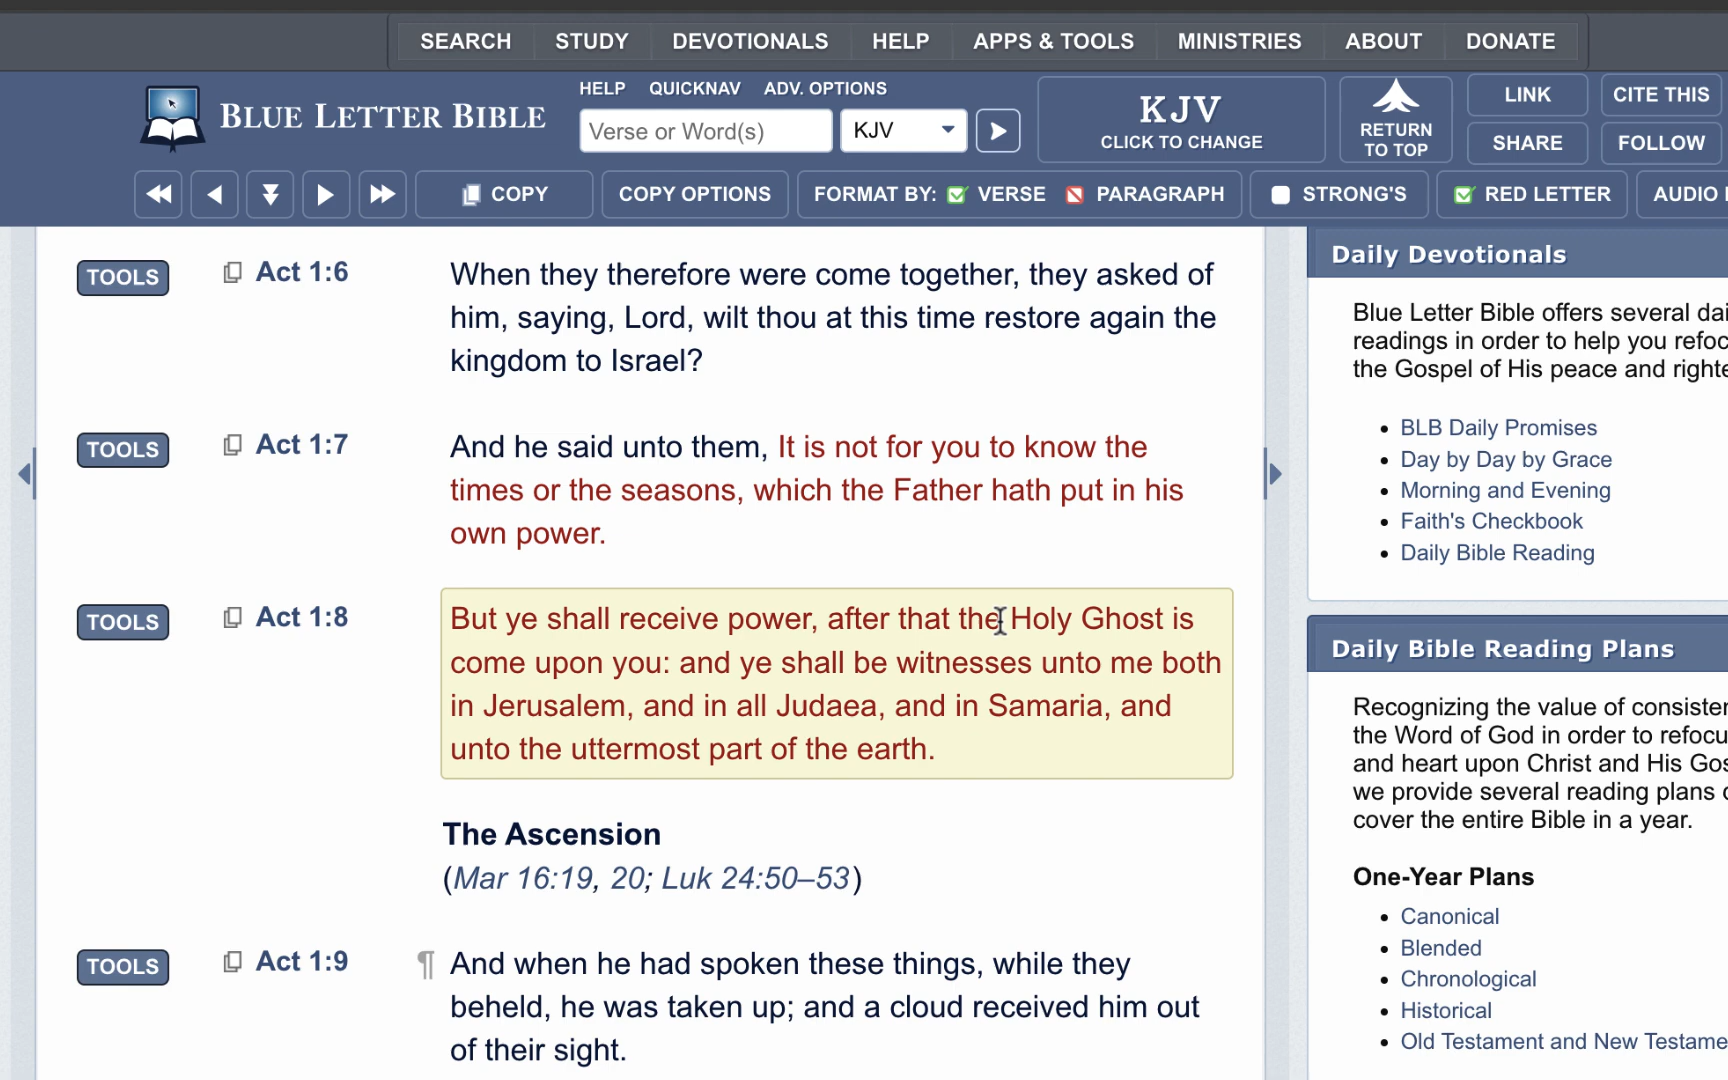 SEARCH STUDY DEVOTIONALS HELP APPS & TOOLS MINISTRIES ABOUT DONATE
BLUE LETTER BIBLE
HELP QUICKNAV ADV. OPTIONS
Verse or Word(s) KJV
KJV
CLICK TO CHANGE
RETURN
TO TOP
LINK CITE THIS
SHARE FOLLOW
COPY COPY OPTIONS FORMAT BY: VERSE PARAGRAPH STRONG'S RED LETTER AUDIO
TOOLS Act 1:6 When they therefore were come together, they asked of
him, saying, Lord, wilt thou at this time restore again the
kingdom to Israel?
TOOLS Act 1:7 And he said unto them, It is not for you to know the
times or the seasons, which the Father hath put in his
own power.
TOOLS Act 1:8 But ye shall receive power, after that the Holy Ghost is
come upon you: and ye shall be witnesses unto me both
in Jerusalem, and in all Judaea, and in Samaria, and
unto the uttermost part of the earth.
The Ascension
(Mar 16:19, 20; Luk 24:50–53)
TOOLS Act 1:9 ¶ And when he had spoken these things, while they
beheld, he was taken up; and a cloud received him out
of their sight.
Daily Devotionals
Blue Letter Bible offers several
readings in order to help you
the Gospel of His peace and
• BLB Daily Promises
• Day by Day by Grace
• Morning and Evening
• Faith's Checkbook
• Daily Bible Reading
Daily Bible Reading Plans
Recognizing the value of
the Word of God in order to
and heart upon Christ and His
we provide several reading plans
cover the entire Bible in a year.
One-Year Plans
• Canonical
• Blended
• Chronological
• Historical
• Old Testament and New